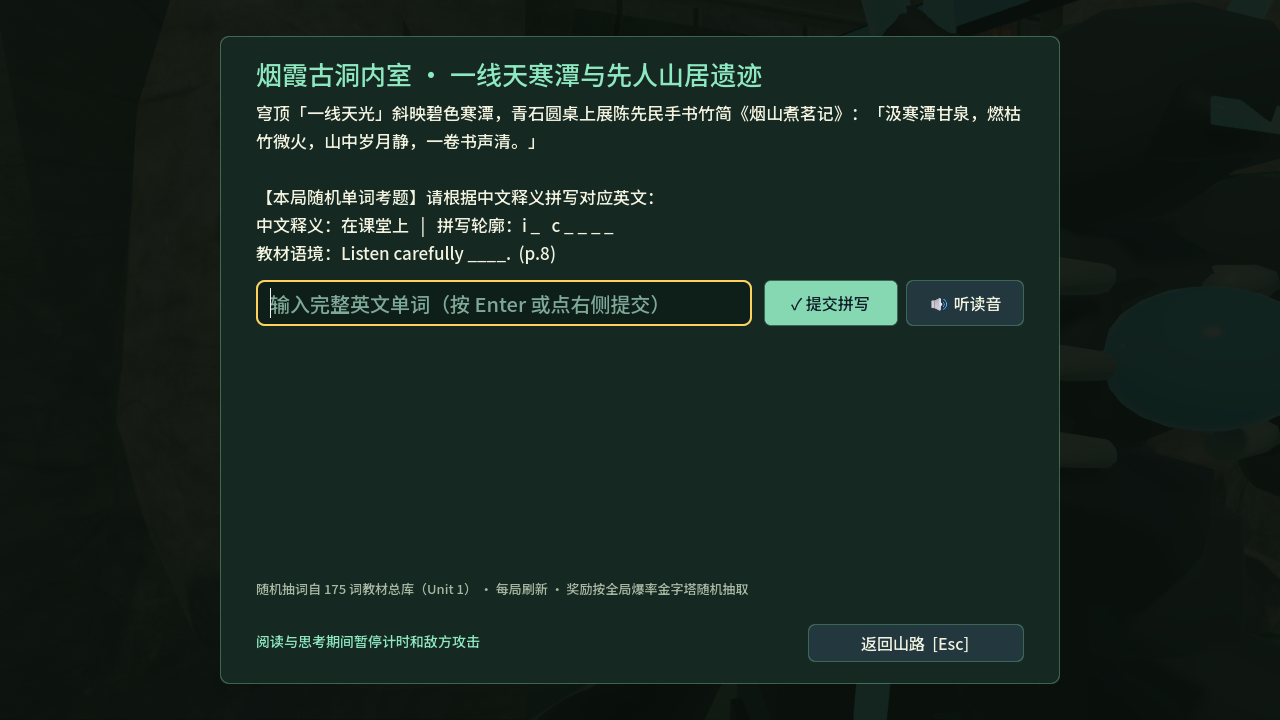 烟霞古洞内室 · 一线天寒潭与先人山居遗迹
穹顶「一线天光」斜映碧色寒潭，青石圆桌上展陈先民手书竹简《烟山煮茗记》：「汲寒潭甘泉，燃枯
竹微火，山中岁月静，一卷书声清。」
【本局随机单词考题】请根据中文释义拼写对应英文：
中文释义：在课堂上 | 拼写轮廓：i _ c _ _ _ _
教材语境：Listen carefully ____. (p.8)
输入完整英文单词（按 Enter 或点右侧提交）
✓ 提交拼写
🔊 听读音
随机抽词自 175 词教材总库（Unit 1） · 每局刷新 · 奖励按全局爆率金字塔随机抽取
阅读与思考期间暂停计时和敌方攻击
返回山路 [Esc]